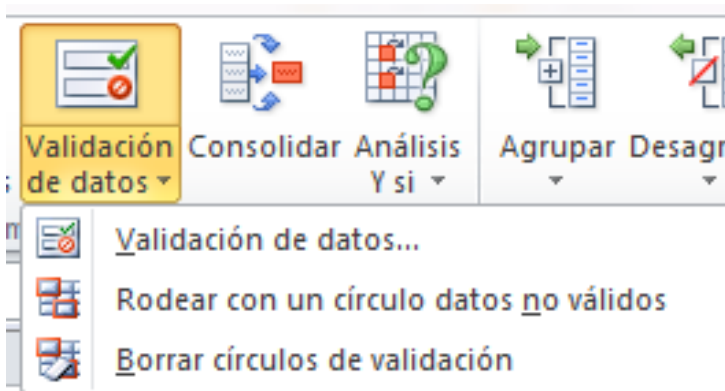 Validación Consolidar Análisis Agrupar Desagr
de datos Y si
Validación de datos...
Rodear con un círculo datos no válidos
Borrar círculos de validación